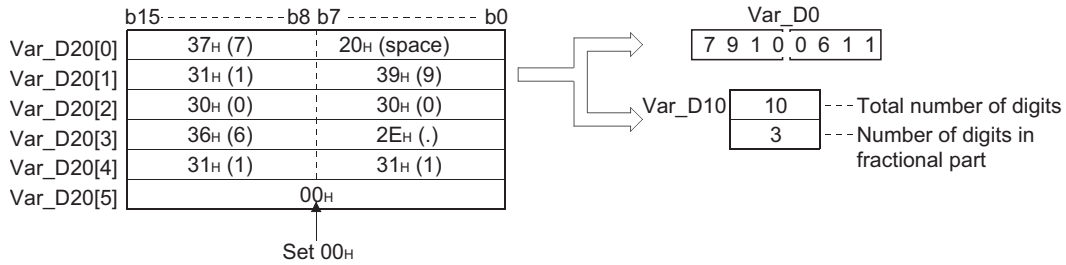 b15 b8 b7 b0
Var_D20[0] 37H (7) 20H (space)
Var_D20[1] 31H (1) 39H (9)
Var_D20[2] 30H (0) 30H (0)
Var_D20[3] 36H (6) 2EH (.)
Var_D20[4] 31H (1) 31H (1)
Var_D20[5] 00H
Set 00H
Var_D0
7 9 1 0 0 6 1 1
Var_D10 10 Total number of digits
3 Number of digits in
fractional part